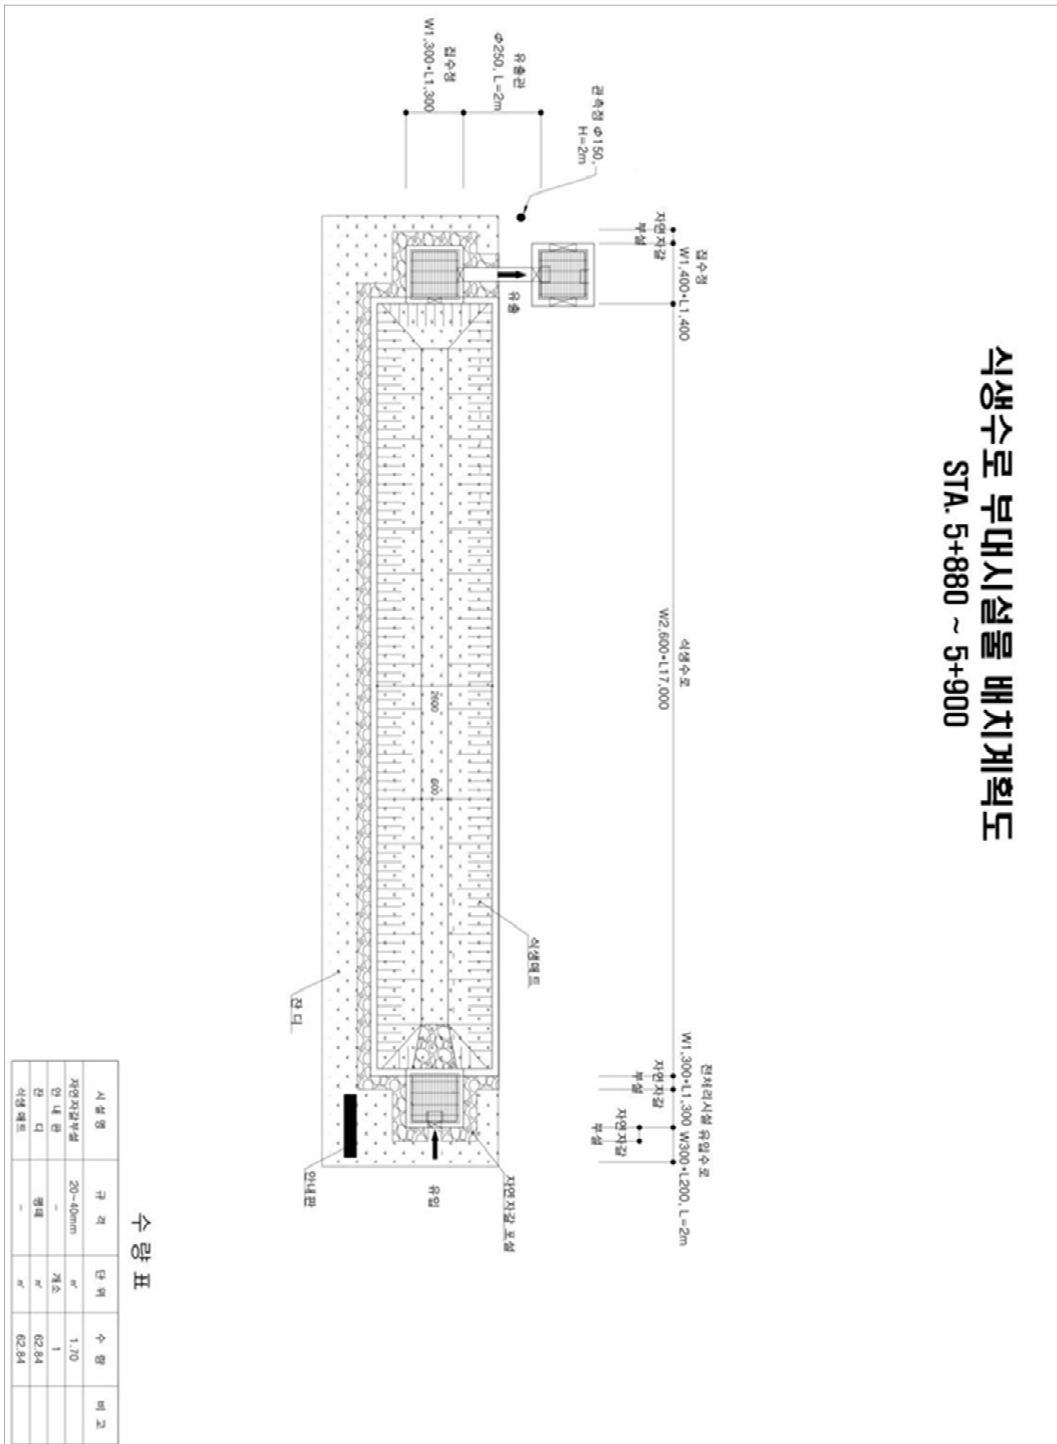 식생수로 부대시설물 배치계획도
STA. 5+880 ~ 5+900
관측정 Φ150,
H=2m
유출관
Φ250, L=2m
집수정
W1,300*L1,300
자연자갈
부설
집수정
W1,400*L1,400
식생수로
W2,600*L17,000
자연자갈
부설
전처리시설 유입수로
W1,300*L1,300 W300*L200, L=2m
자연자갈
부설
유출
2600
600
식생매트
잔 디
안내판
유입
자연자갈 포설
수 량 표
시 설 명 규 격 단 위 수 량 비 고
자연자갈부설 20~40mm ㎥ 1.70
안 내 판 - 개소 1
잔 디 평떼 ㎡ 62.84
식생 매트 - ㎡ 62.84